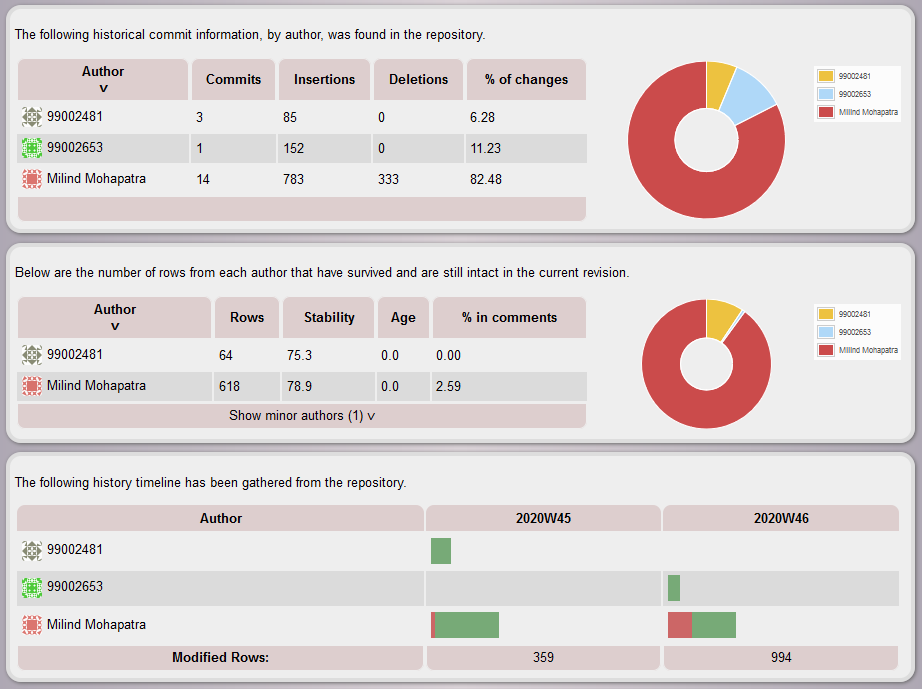 The following historical commit information, by author, was found in the repository.
Author
v
Commits
Insertions
Deletions
% of changes
99002481 3 85 0 6.28
99002653 1 152 0 11.23
Milind Mohapatra 14 783 333 82.48
99002481
99002653
Milind Mohapatra
Below are the number of rows from each author that have survived and are still intact in the current revision.
Author
v
Rows
Stability
Age
% in comments
99002481 64 75.3 0.0 0.00
Milind Mohapatra 618 78.9 0.0 2.59
Show minor authors (1) v
99002481
99002653
Milind Mohapatra
The following history timeline has been gathered from the repository.
Author 2020W45 2020W46
99002481
99002653
Milind Mohapatra
Modified Rows: 359 994